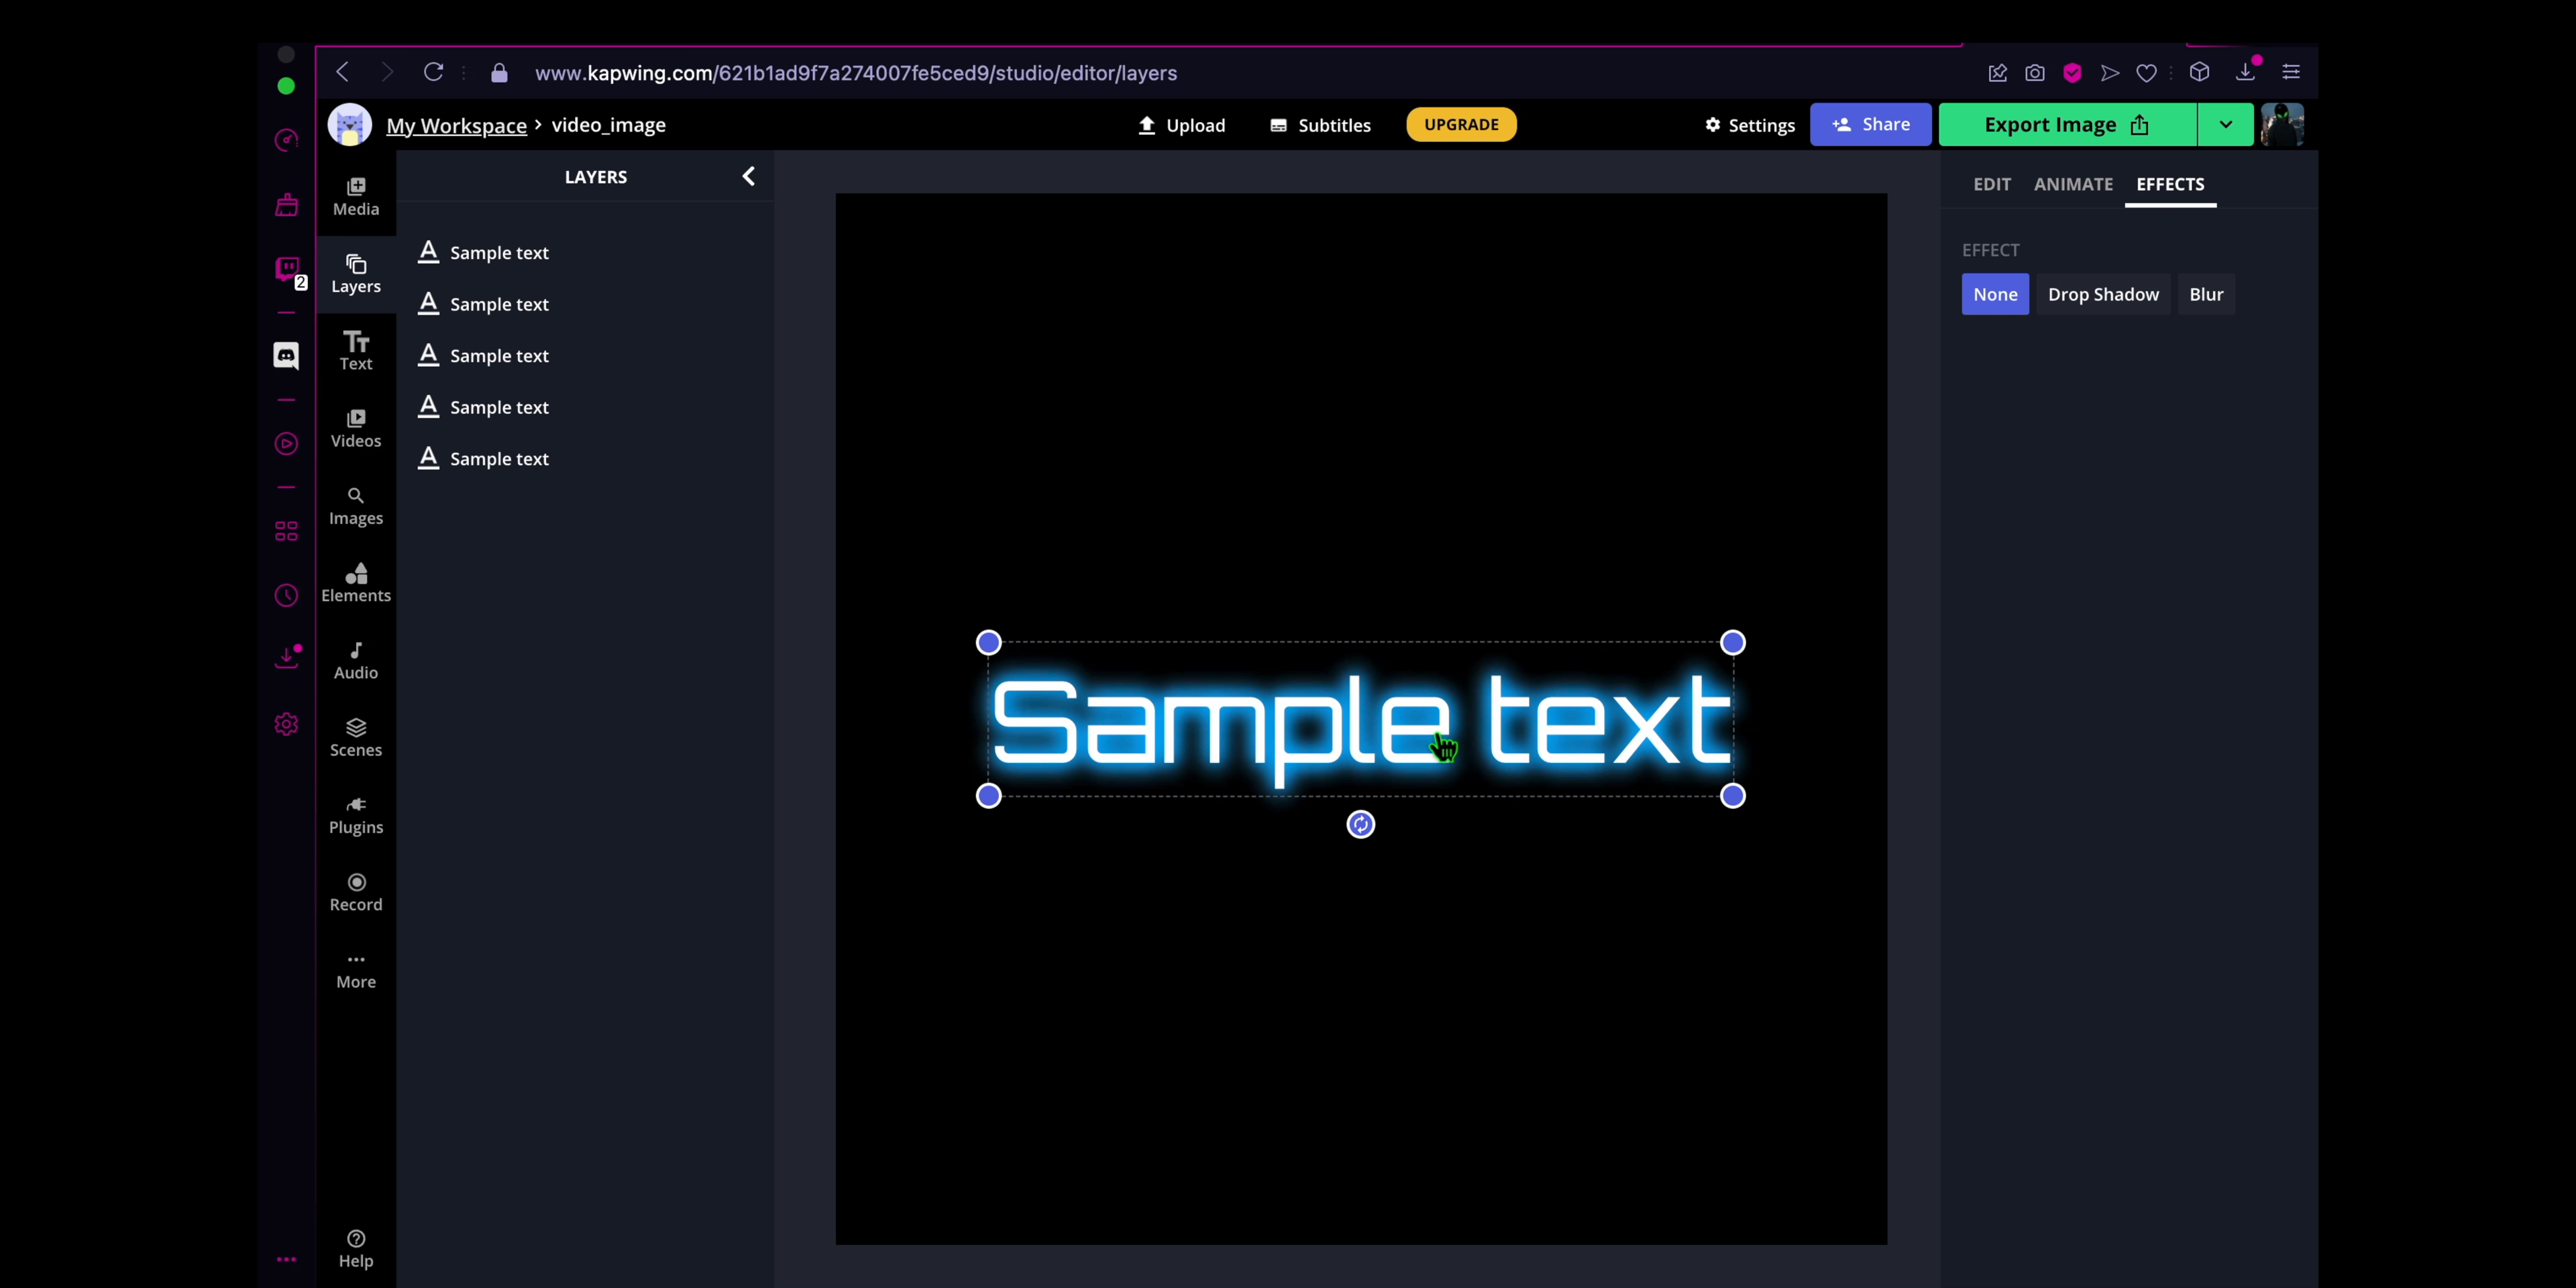 www.kapwing.com/621b1ad9f7a274007fe5ced9/studio/editor/layers
My Workspace > video_image
Upload
Subtitles
UPGRADE
Settings
Share
Export Image
2
Media
Layers
Text
Videos
Images
Elements
Audio
Scenes
Plugins
Record
More
Help
LAYERS
Sample text
Sample text
Sample text
Sample text
Sample text
Sample text
EDIT ANIMATE EFFECTS
EFFECT
None Drop Shadow Blur